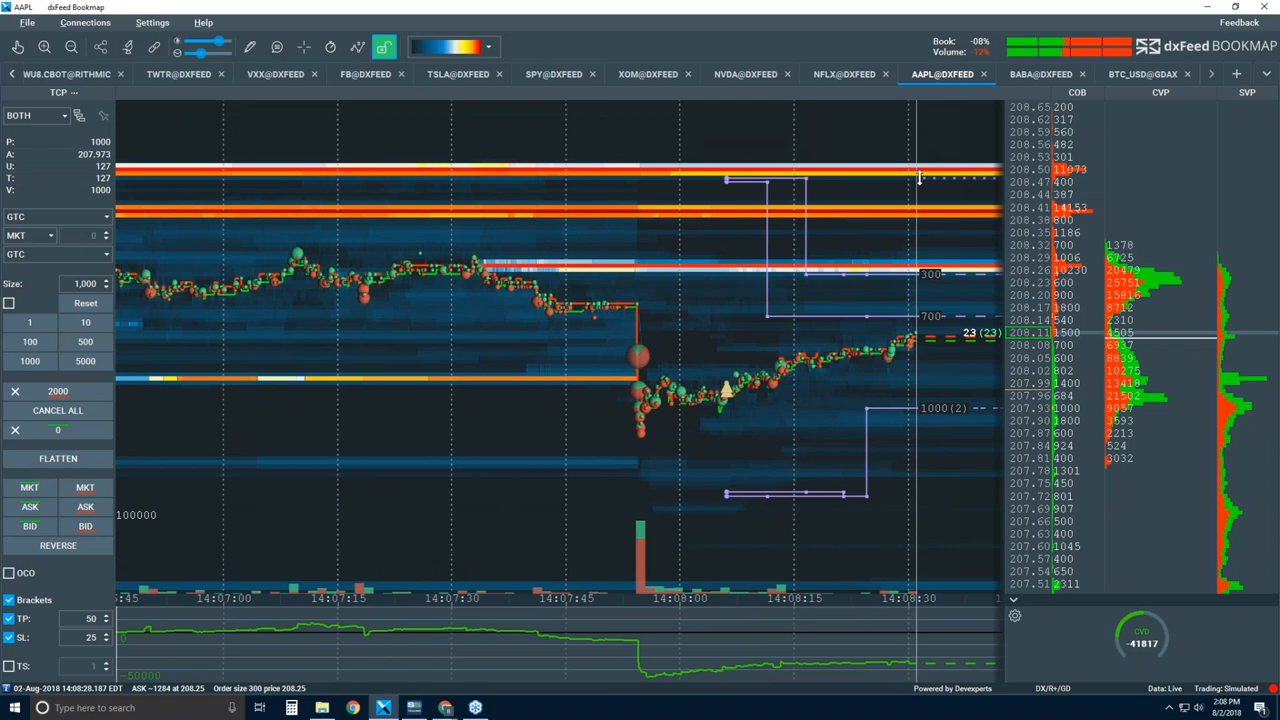 AAPL dxFeed Bookmap
File Connections Settings Help Feedback
Book: -08%
Volume: -13%
dxFeed BOOKMAP
WU8.CBOT@RITHMIC TWTR@DXFEED VXX@DXFEED FB@DXFEED TSLA@DXFEED SPY@DXFEED XOM@DXFEED NVDA@DXFEED NFLX@DXFEED AAPL@DXFEED BABA@DXFEED BTC_USD@GDAX
TCP ... COB CVP SVP
BOTH
P: 1000
A: 207.973
U: 127
T: 127
V: 1000
GTC
MKT 0
GTC
Size: 1,000
Reset
1 10
100 500
1000 5000
2000
CANCEL ALL
0
FLATTEN
MKT MKT
ASK ASK
BID BID
REVERSE
OCO
Brackets
TP: 50
SL: 25
TS: 1
300
700
23 (23)
1000(2)
100000
:45 14:07:00 14:07:15 14:07:30 14:07:45 14:08:00 14:08:15 14:08:30
0
-50000
208.65 200
208.62 317
208.59 560
208.56 482
208.53 301
208.50 11073
208.47 400
208.44 387
208.41 14153
208.38 800
208.35 1186
208.32 700 1378
208.29 1006 6725
208.26 10230 20479
208.23 600 25751
208.20 900 15816
208.17 800 8712
208.14 540 2310
208.11 1500 4505
208.08 700 6937
208.05 600 8839
208.02 802 10275
207.99 1400 13418
207.96 684 21502
207.93 1000 9057
207.90 1800 3593
207.87 600 2213
207.84 924 524
207.81 400 3032
207.78 1301
207.75 450
207.72 801
207.69 907
207.66 500
207.63 400
207.60 1045
207.57 400
207.54 650
207.51 2311
CVD
-41817
02-Aug-2018 14:08:28.187 EDT ASK ~1284 at 208.25 Order size 300 price 208.25 Powered by Devexperts DX/R+/GD Data: Live Trading: Simulated
Type here to search
2:08 PM
8/2/2018